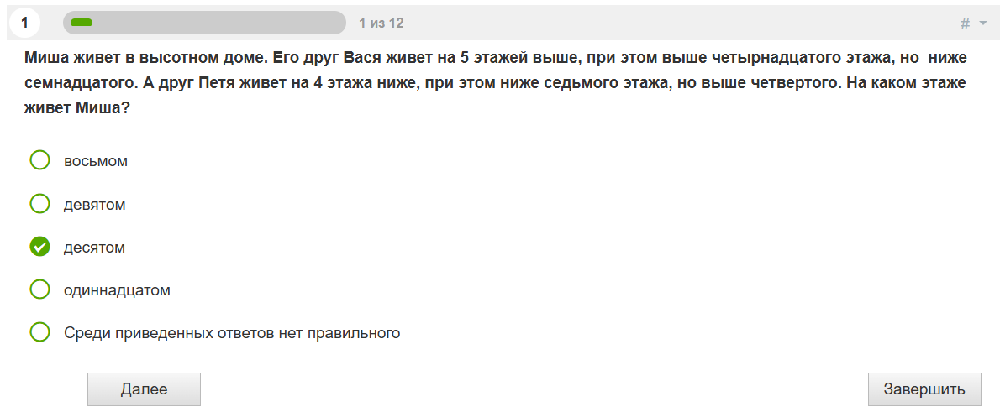 1
1 из 12
#
Миша живет в высотном доме. Его друг Вася живет на 5 этажей выше, при этом выше четырнадцатого этажа, но  ниже
семнадцатого. А друг Петя живет на 4 этажа ниже, при этом ниже седьмого этажа, но выше четвертого. На каком этаже
живет Миша?
восьмом
девятом
десятом
одиннадцатом
Среди приведенных ответов нет правильного
Далее
Завершить